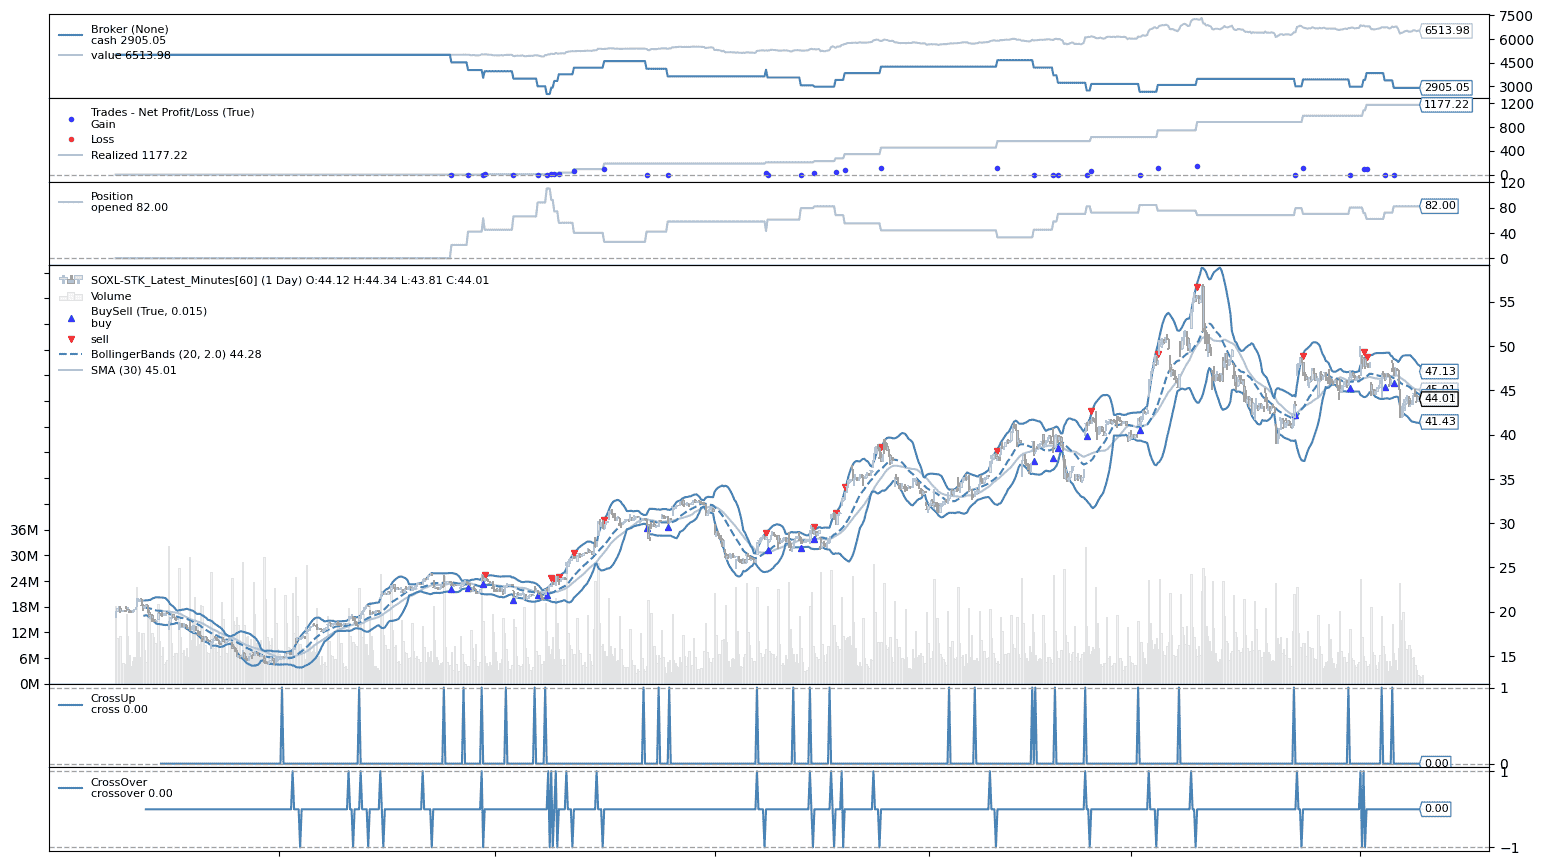 Broker (None)
cash 2905.05
value 6513.98
7500
6513.98
6000
4500
3000
2905.05
Trades - Net Profit/Loss (True)
Gain
Loss
Realized 1177.22
1177.22
1200
800
400
0
Position
opened 82.00
120
82.00
80
40
0
SOXL-STK_Latest_Minutes[60] (1 Day) O:44.12 H:44.34 L:43.81 C:44.01
Volume
BuySell (True, 0.015)
buy
sell
BollingerBands (20, 2.0) 44.28
SMA (30) 45.01
55
50
47.13
45.01
45
44.01
41.43
40
35
30
25
20
15
36M
30M
24M
18M
12M
6M
0M
CrossUp
cross 0.00
1
0.00
0
CrossOver
crossover 0.00
1
0.00
−1